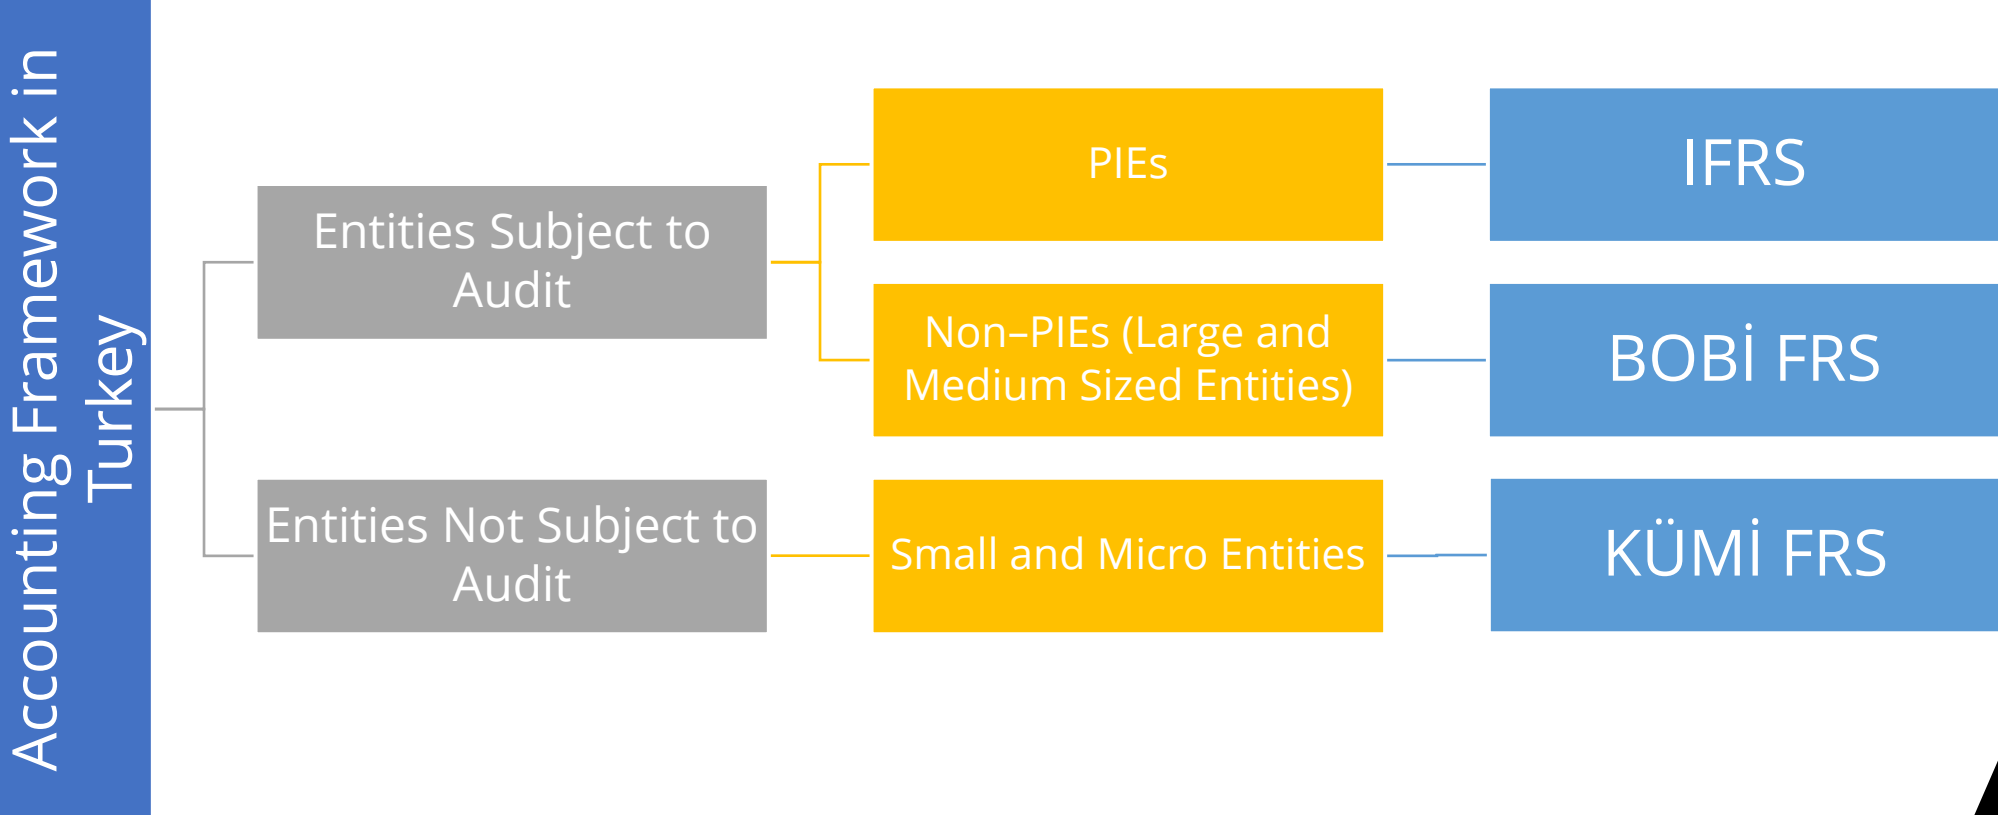 Accounting Framework in
Turkey
Entities Subject to
Audit
PIEs
IFRS
Non–PIEs (Large and
Medium Sized Entities)
BOBİ FRS
Entities Not Subject to
Audit
Small and Micro Entities
KÜMİ FRS